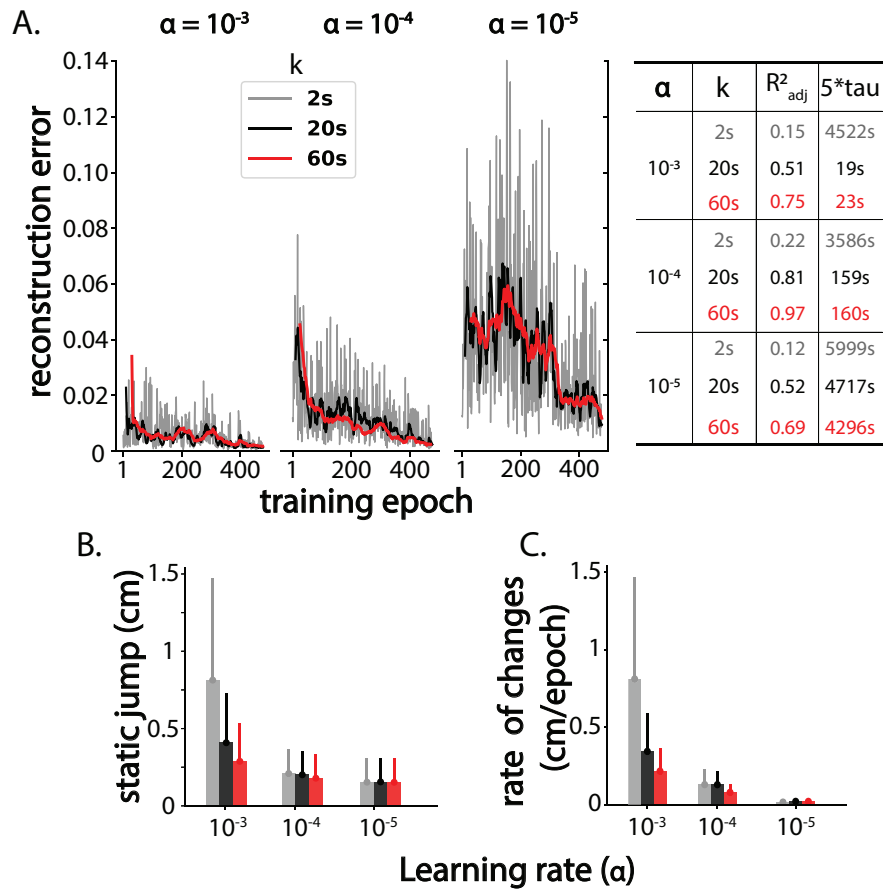 A.
α = 10⁻³ α = 10⁻⁴ α = 10⁻⁵
k
2s
20s
60s
reconstruction error
0.14
0.12
0.10
0.08
0.06
0.04
0.02
0
1 200 400 1 200 400 1 200 400
training epoch
α k R²adj 5*tau
2s 0.15 4522s
10⁻³ 20s 0.51 19s
60s 0.75 23s
2s 0.22 3586s
10⁻⁴ 20s 0.81 159s
60s 0.97 160s
2s 0.12 5999s
10⁻⁵ 20s 0.52 4717s
60s 0.69 4296s
B.
static jump (cm)
1.5
1
0.5
0
10⁻³ 10⁻⁴ 10⁻⁵
C.
rate of changes
(cm/epoch)
1.5
1
0.5
0
10⁻³ 10⁻⁴ 10⁻⁵
Learning rate (α)